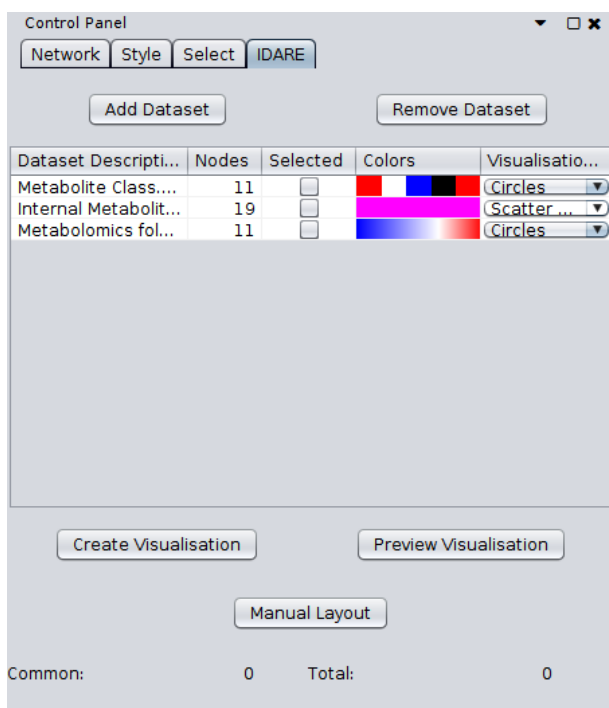 Control Panel
Network Style Select IDARE
Add Dataset Remove Dataset
Dataset Descripti... Nodes Selected Colors Visualisatio...
Metabolite Class.... 11 Circles
Internal Metabolit... 19 Scatter ...
Metabolomics fol... 11 Circles
Create Visualisation Preview Visualisation
Manual Layout
Common: 0 Total: 0